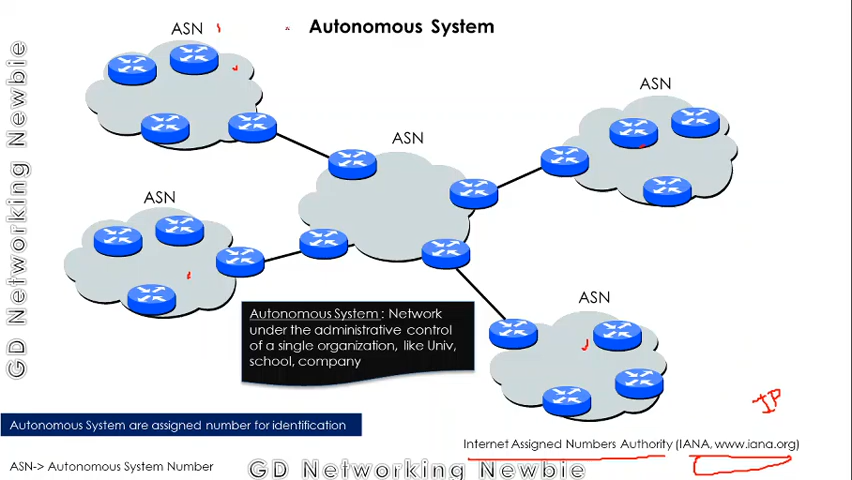 Autonomous System
ASN
ASN
ASN
ASN
ASN
GD Networking Newbie
Autonomous System : Network
under the administrative control
of a single organization, like Univ,
school, company
Autonomous System are assigned number for identification
IP
Internet Assigned Numbers Authority (IANA, www.iana.org)
ASN-> Autonomous System Number
GD Networking Newbie